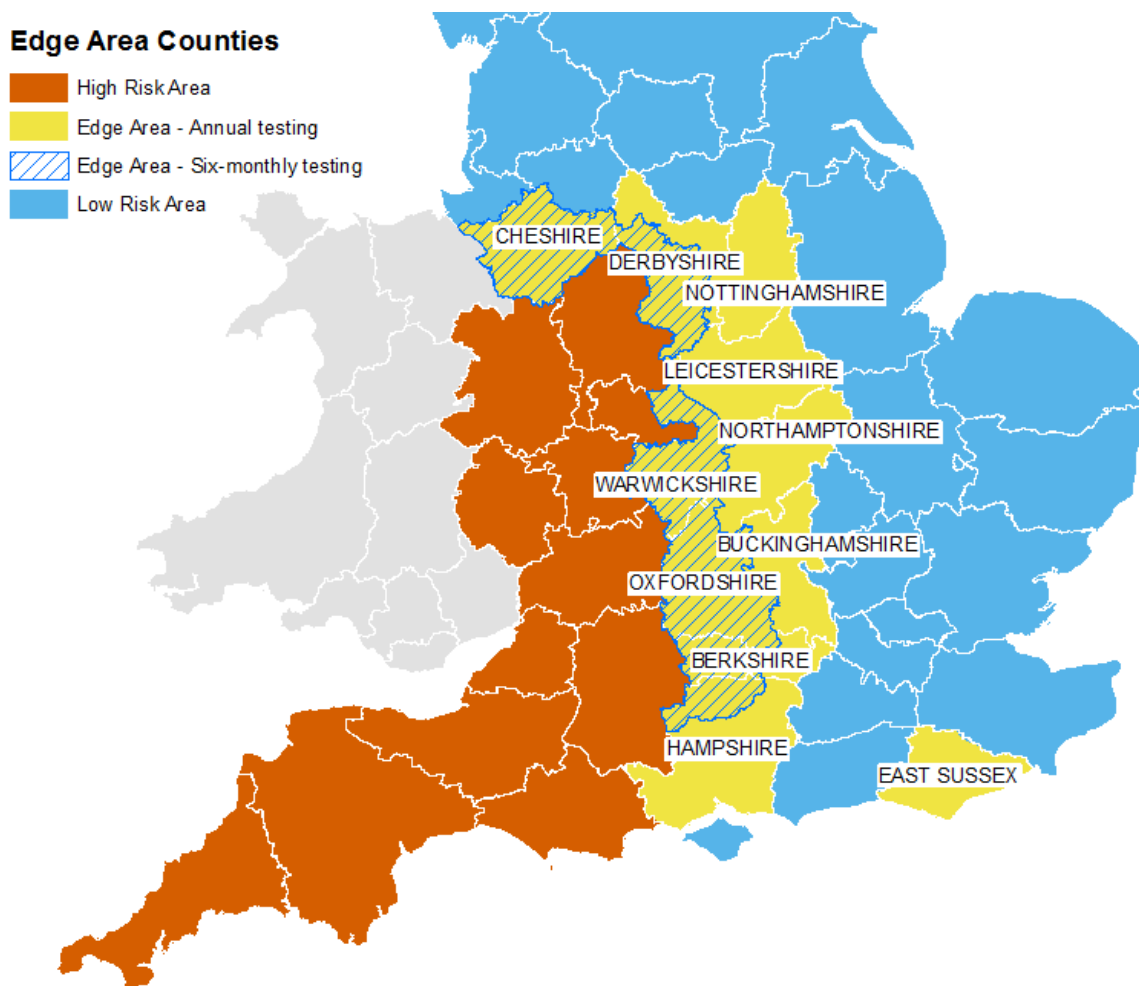 Edge Area Counties
High Risk Area
Edge Area - Annual testing
Edge Area - Six-monthly testing
Low Risk Area
CHESHIRE
DERBYSHIRE
NOTTINGHAMSHIRE
LEICESTERSHIRE
NORTHAMPTONSHIRE
WARWICKSHIRE
BUCKINGHAMSHIRE
OXFORDSHIRE
BERKSHIRE
HAMPSHIRE
EAST SUSSEX